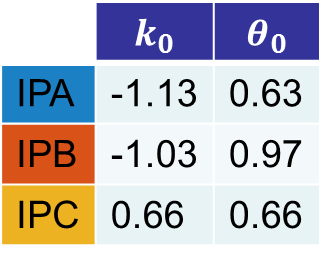 k₀ θ₀
IPA -1.13 0.63
IPB -1.03 0.97
IPC 0.66 0.66